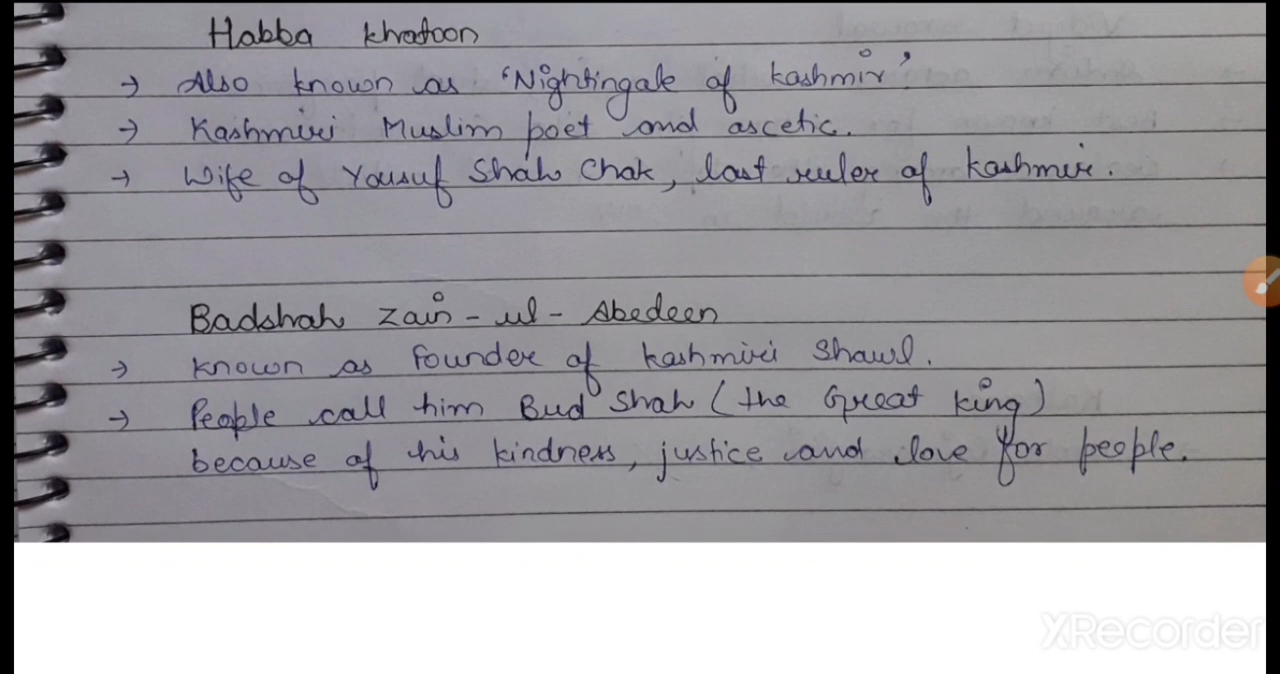 Habba Khatoon
→ Also known as 'Nightingale of Kashmir'
→ Kashmiri Muslim poet and ascetic.
→ Wife of Yousuf Shah Chak, last ruler of Kashmir.
Badshah Zain-ul-Abedeen
→ Known as founder of Kashmiri Shawl.
→ People call him Bud Shah (the Great King)
because of his kindness, justice and love for people.
XRecorder